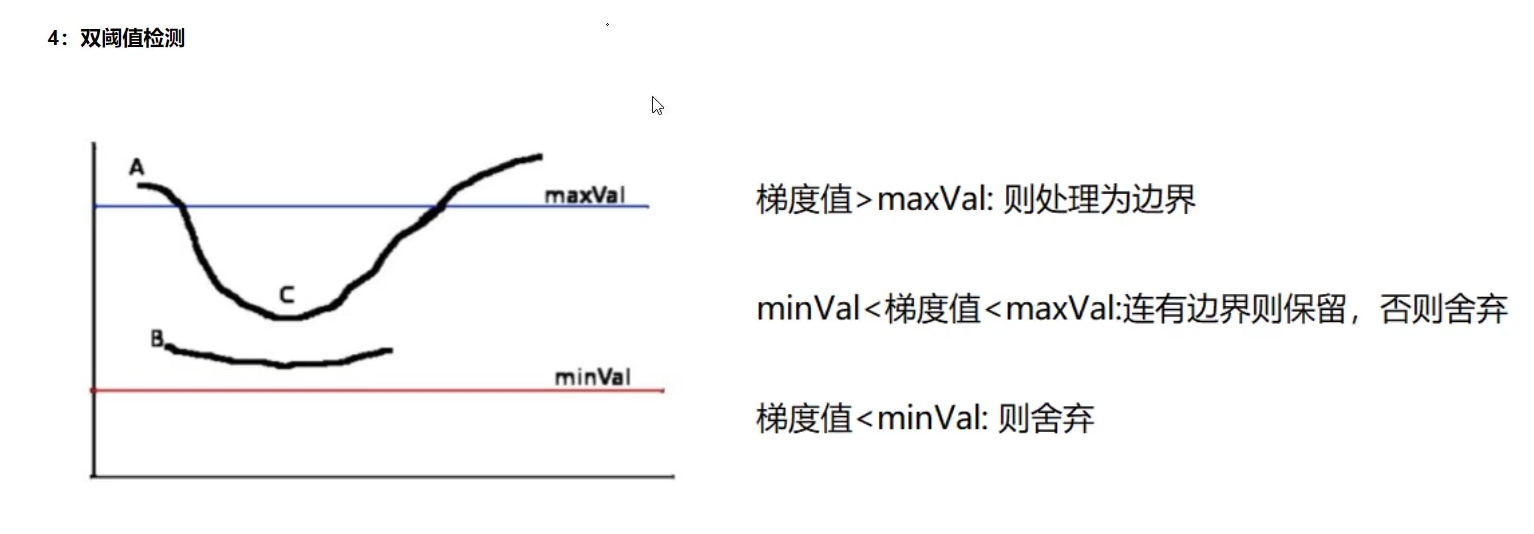 4：双阈值检测
A
maxVal
C
B
minVal
梯度值>maxVal: 则处理为边界
minVal<梯度值<maxVal:连有边界则保留，否则舍弃
梯度值<minVal: 则舍弃